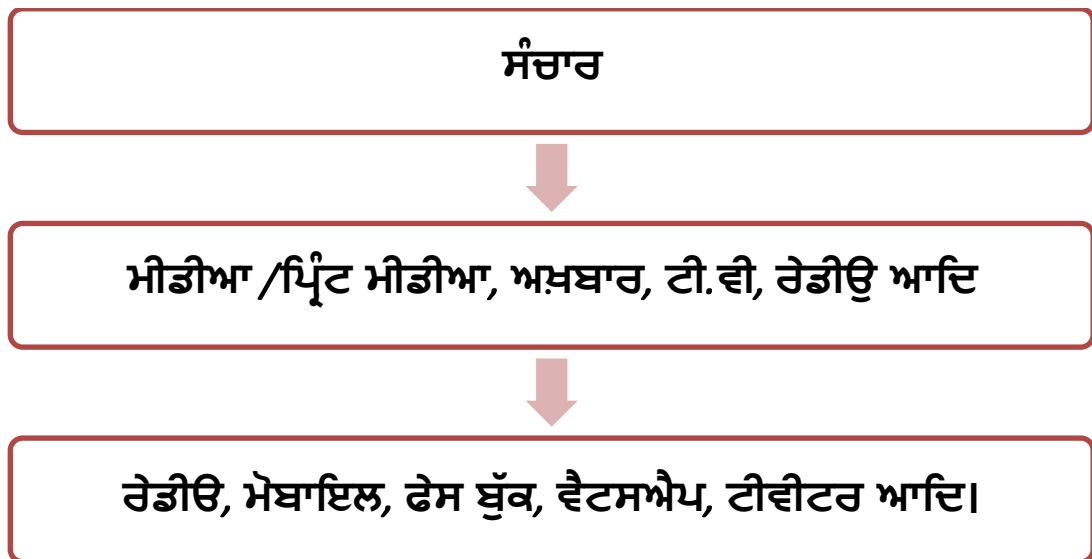 ਸੰਚਾਰ
ਮੀਡੀਆ /ਪ੍ਰਿੰਟ ਮੀਡੀਆ, ਅਖ਼ਬਾਰ, ਟੀ.ਵੀ, ਰੇਡੀਉ ਆਦਿ
ਰੇਡੀੳ, ਮੋਬਾਇਲ, ਫੇਸ ਬੁੱਕ, ਵੈਟਸਐਪ, ਟੀਵੀਟਰ ਆਦਿ।